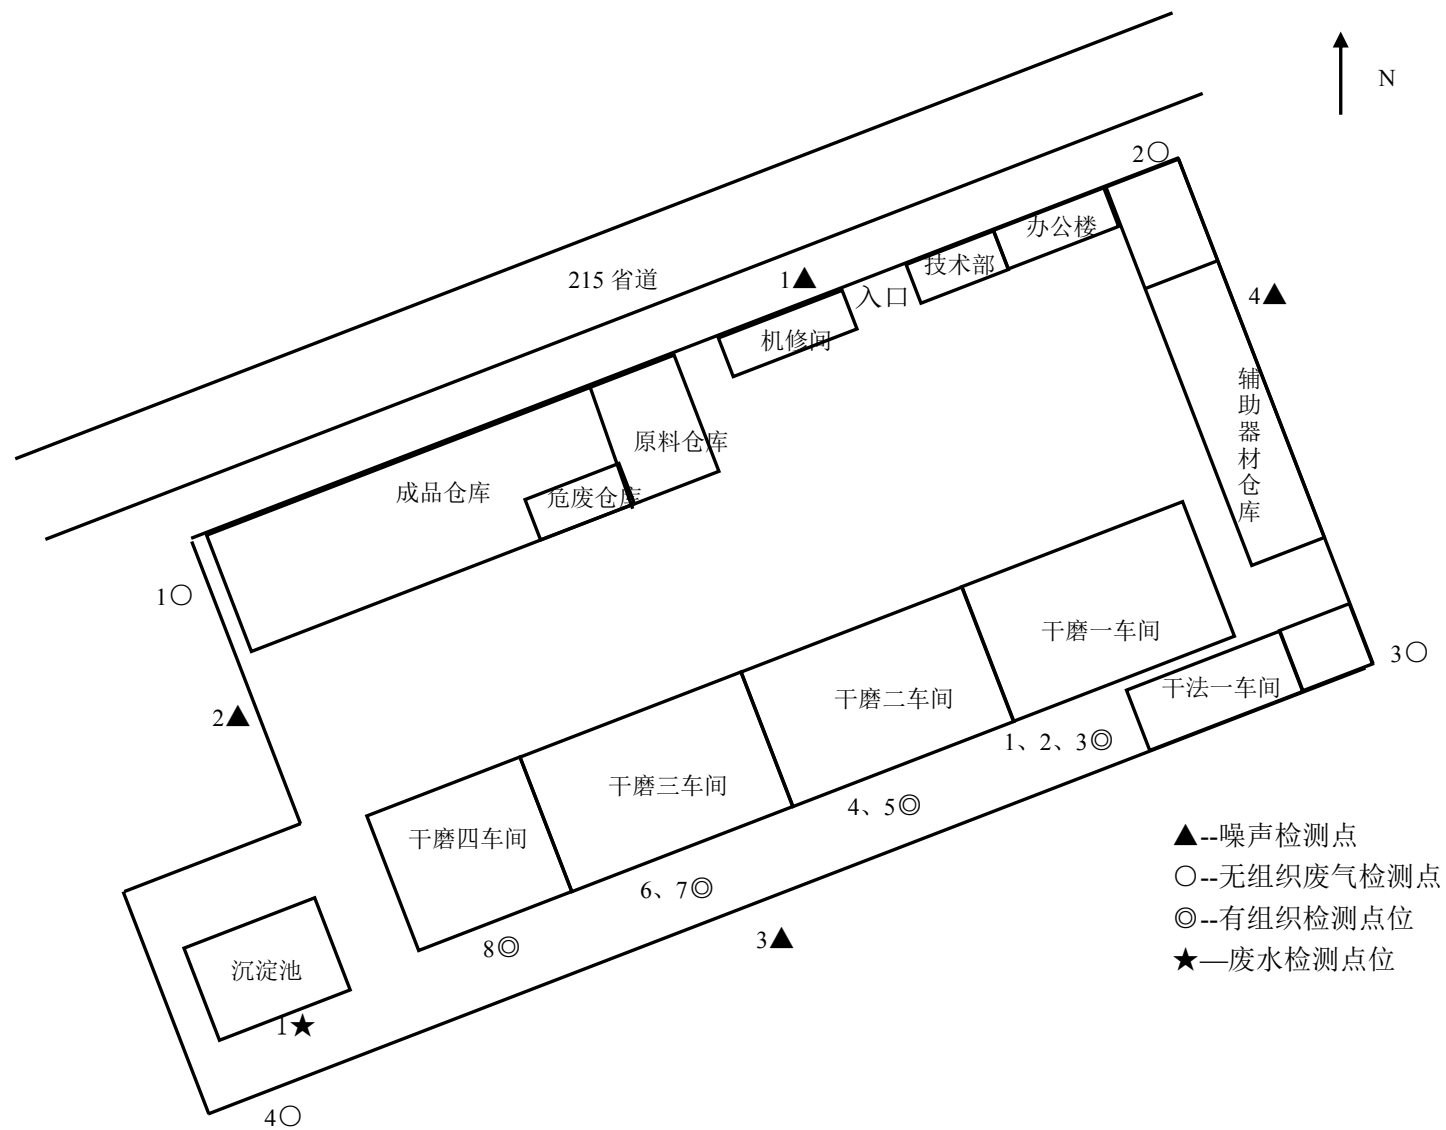 N
2○
办公楼
技术部
215 省道
1▲
入口
4▲
机修间
辅助器材仓库
原料仓库
成品仓库
危废仓库
1○
干磨一车间
3○
干法一车间
干磨二车间
2▲
1、2、3◎
干磨三车间
4、5◎
干磨四车间
6、7◎
8◎
3▲
▲--噪声检测点
○--无组织废气检测点
◎--有组织检测点位
★—废水检测点位
沉淀池
1★
4○